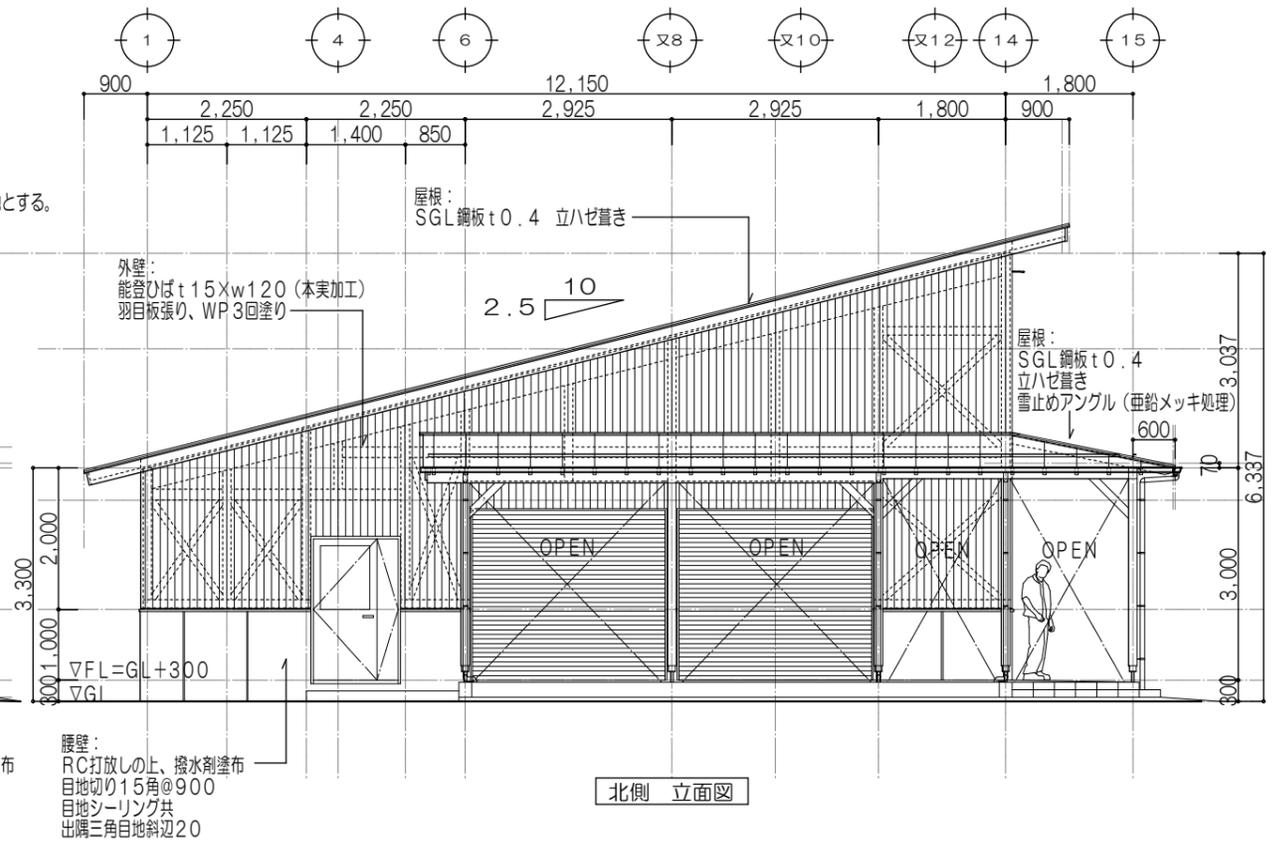 1 4 6 又8 又10 又12 14 15
900 12,150 1,800
2,250 2,250 2,925 2,925 1,800 900
1,125 1,125 1,400 850
とする。
屋根:
SGL鋼板t0.4 立ハゼ葺き
外壁:
能登ひばt15×w120(本実加工)
羽目板張り、WP3回塗り
10
2.5
屋根:
SGL鋼板t0.4
立ハゼ葺き
雪止めアングル(亜鉛メッキ処理)
600
70
3,037
6,337
3,000
300
2,000
3,300
1,000
300
OPEN OPEN OPEN OPEN
▽FL=GL+300
▽GL
布
腰壁:
RC打放しの上、撥水剤塗布
目地切り15角@900
目地シーリング共
出隅三角目地斜辺20
北側 立面図